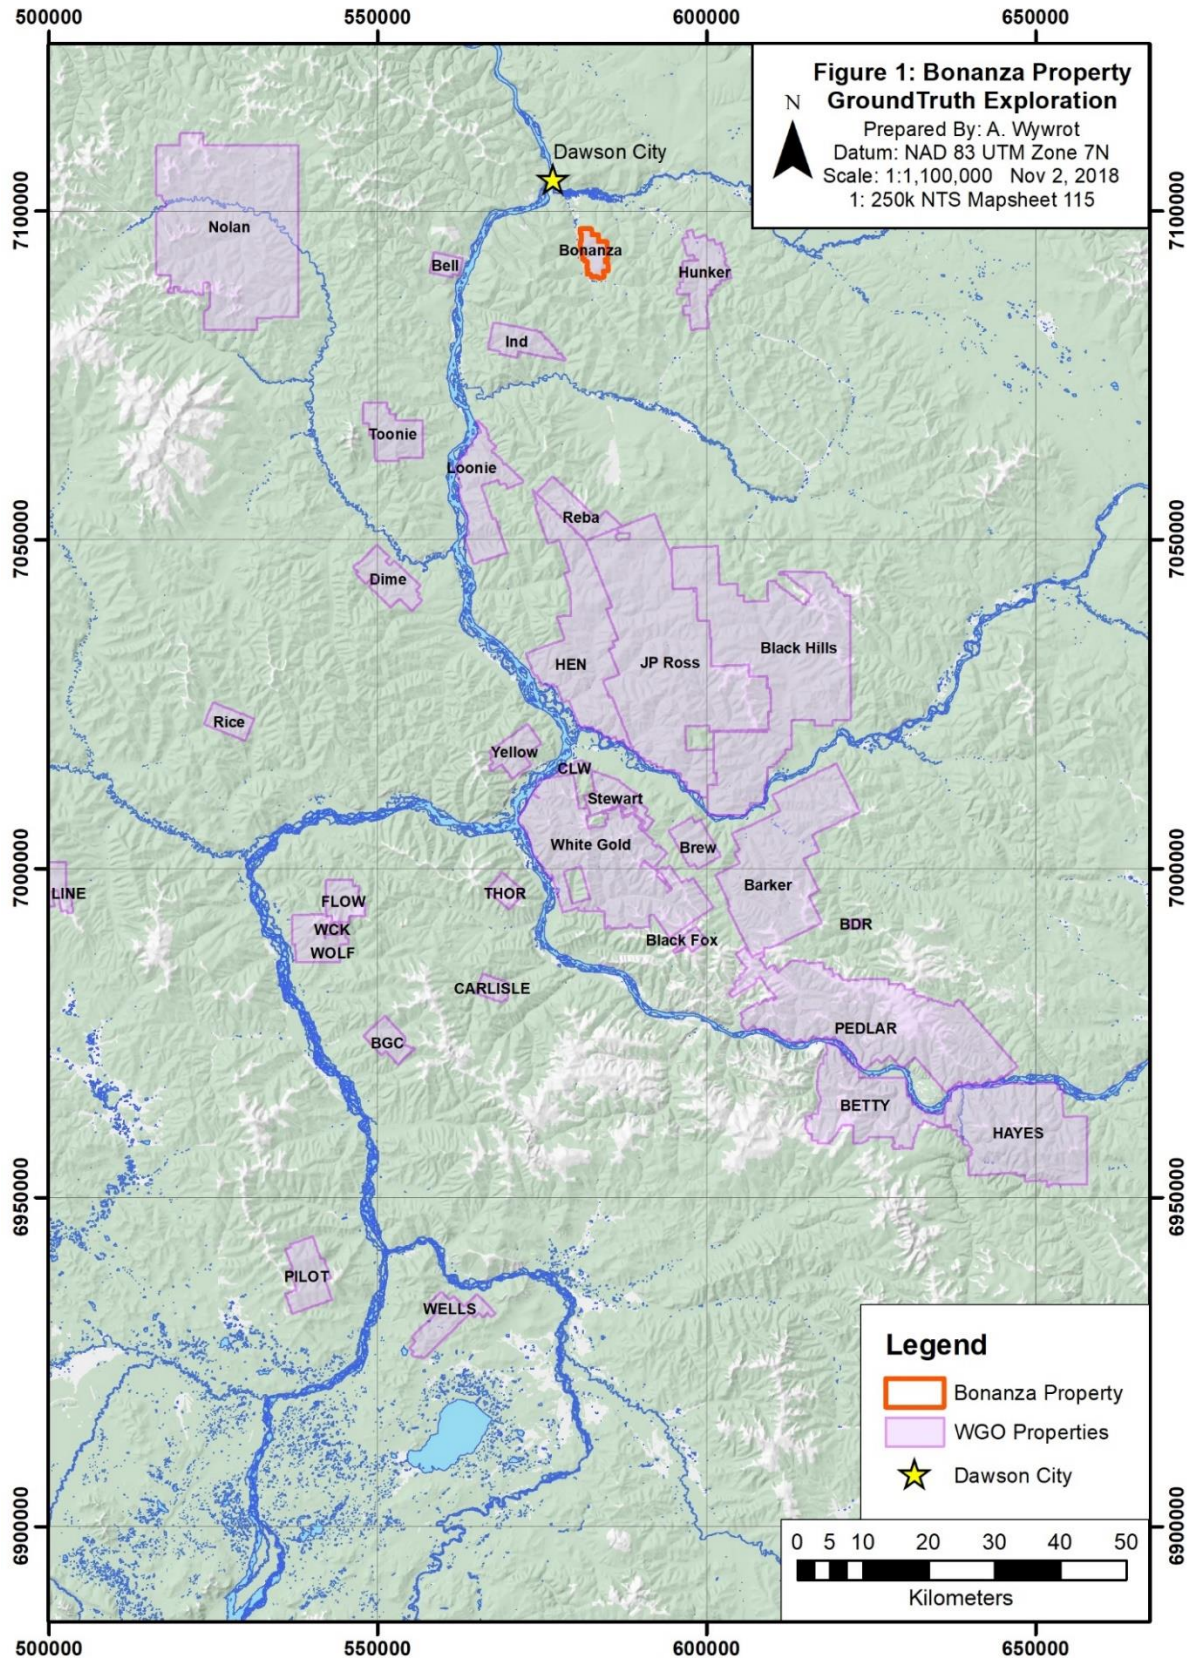 500000 550000 600000 650000
Figure 1: Bonanza Property
GroundTruth Exploration
N
Prepared By: A. Wywrot
Datum: NAD 83 UTM Zone 7N
Scale: 1:1,100,000 Nov 2, 2018
1: 250k NTS Mapsheet 115
Dawson City
7100000 7100000
Nolan
Bonanza
Bell
Hunker
Ind
Toonie
Loonie
Reba
7050000 7050000
Dime
Black Hills
HEN
JP Ross
Rice
Yellow
CLW
Stewart
White Gold
Brew
7000000 7000000
Barker
LINE
THOR
FLOW
BDR
WCK
Black Fox
WOLF
CARLISLE
PEDLAR
BGC
BETTY
HAYES
6950000 6950000
PILOT
WELLS
Legend
Bonanza Property
WGO Properties
Dawson City
6900000 6900000
0 5 10 20 30 40 50
Kilometers
500000 550000 600000 650000